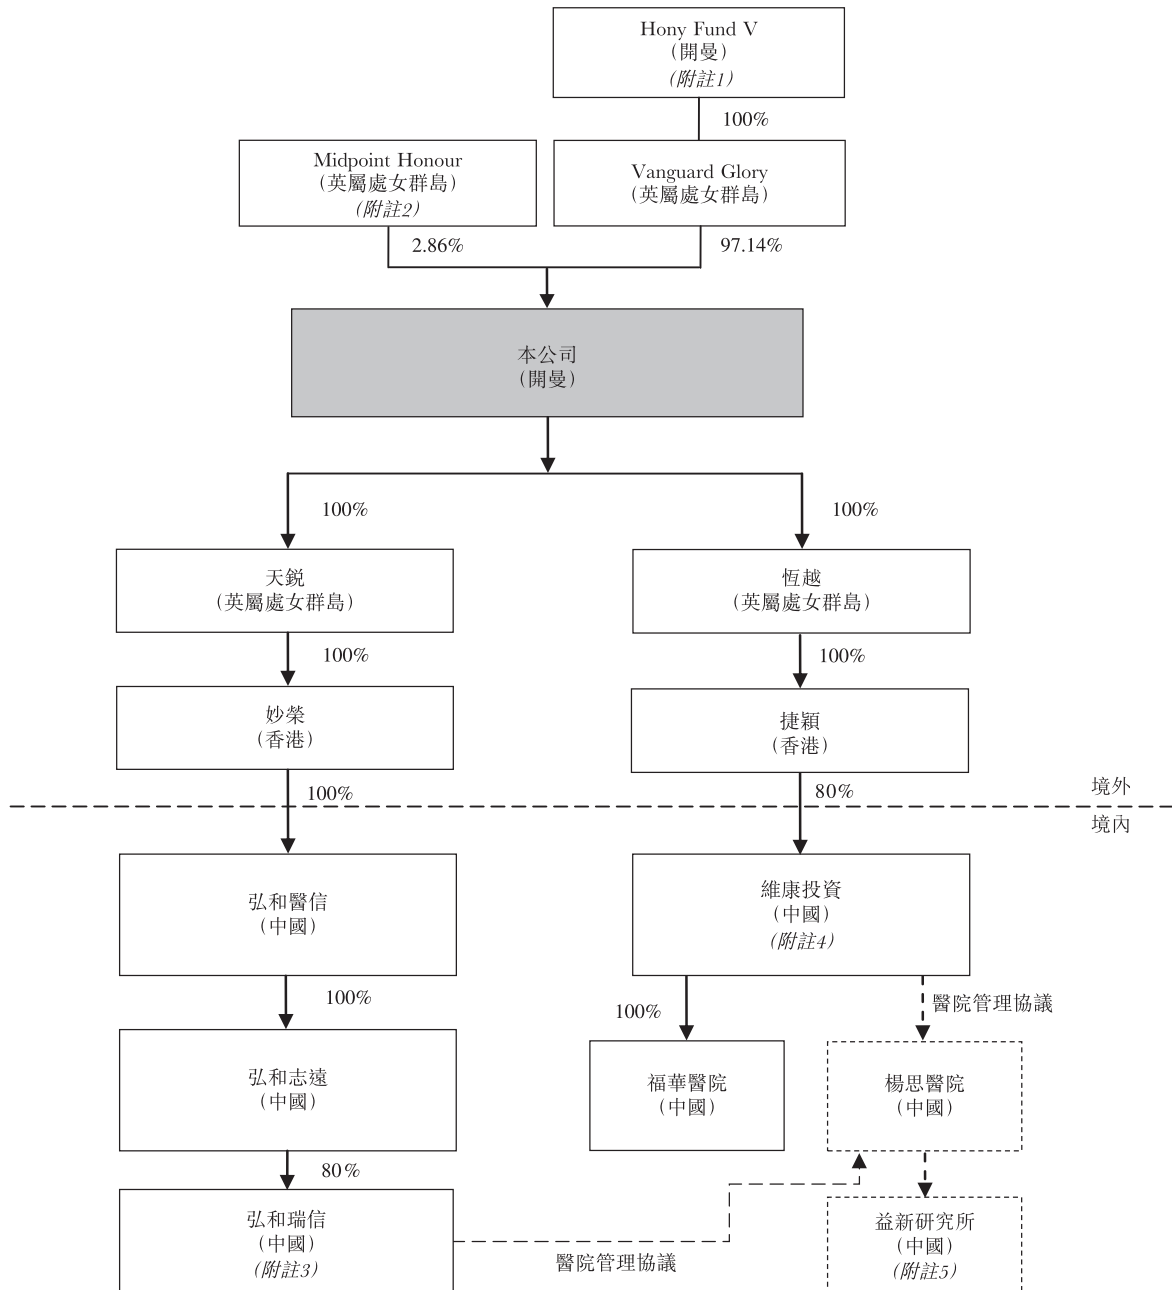 Hony Fund V
(開曼)
(附註1)
100%
Midpoint Honour
(英屬處女群島)
(附註2)
Vanguard Glory
(英屬處女群島)
2.86%
97.14%
本公司
(開曼)
100%
100%
天銳
(英屬處女群島)
恆越
(英屬處女群島)
100%
100%
妙榮
(香港)
捷穎
(香港)
100%
80%
境外
境內
弘和醫信
(中國)
維康投資
(中國)
(附註4)
100%
100%
醫院管理協議
弘和志遠
(中國)
福華醫院
(中國)
楊思醫院
(中國)
80%
弘和瑞信
(中國)
(附註3)
醫院管理協議
益新研究所
(中國)
(附註5)